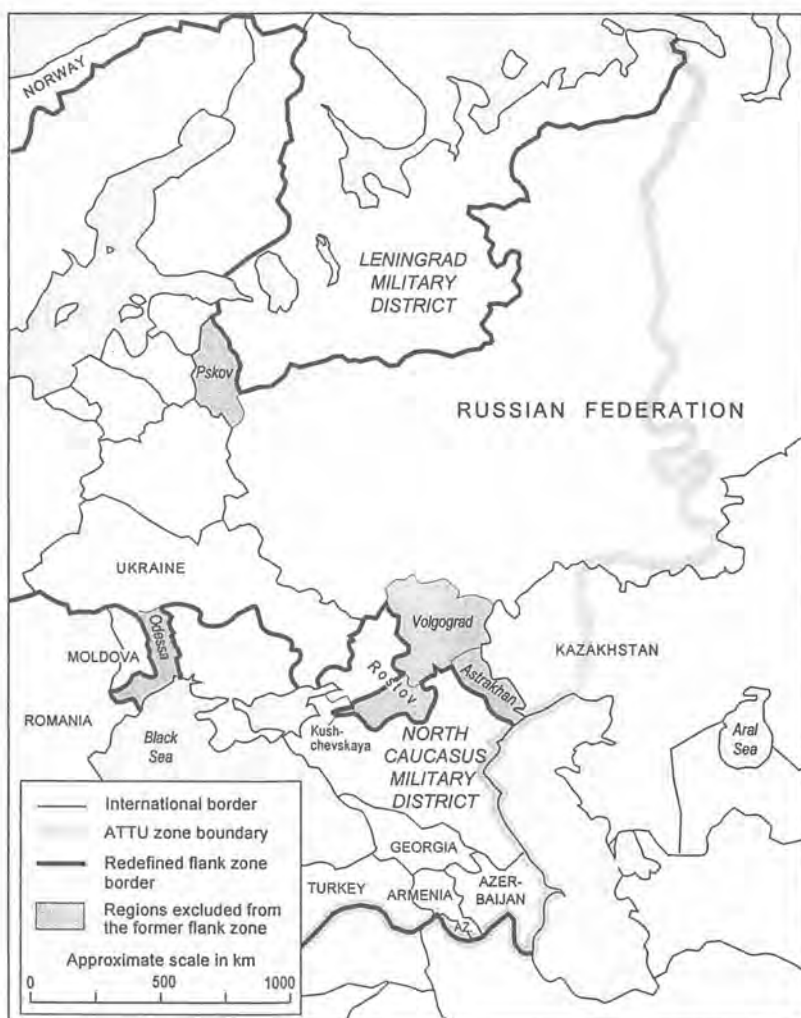 NORWAY
LENINGRAD
MILITARY
DISTRICT
Pskov
RUSSIAN FEDERATION
UKRAINE
Volgograd
Odessa
MOLDOVA
KAZAKHSTAN
Rostov
Astrakhan
ROMANIA
Kush-
chevskaya
Black
Sea
NORTH
CAUCASUS
MILITARY
DISTRICT
Aral
Sea
GEORGIA
TURKEY
ARMENIA
AZER-
BAIJAN
AZ.
International border
ATTU zone boundary
Redefined flank zone
border
Regions excluded from
the former flank zone
Approximate scale in km
0 500 1000